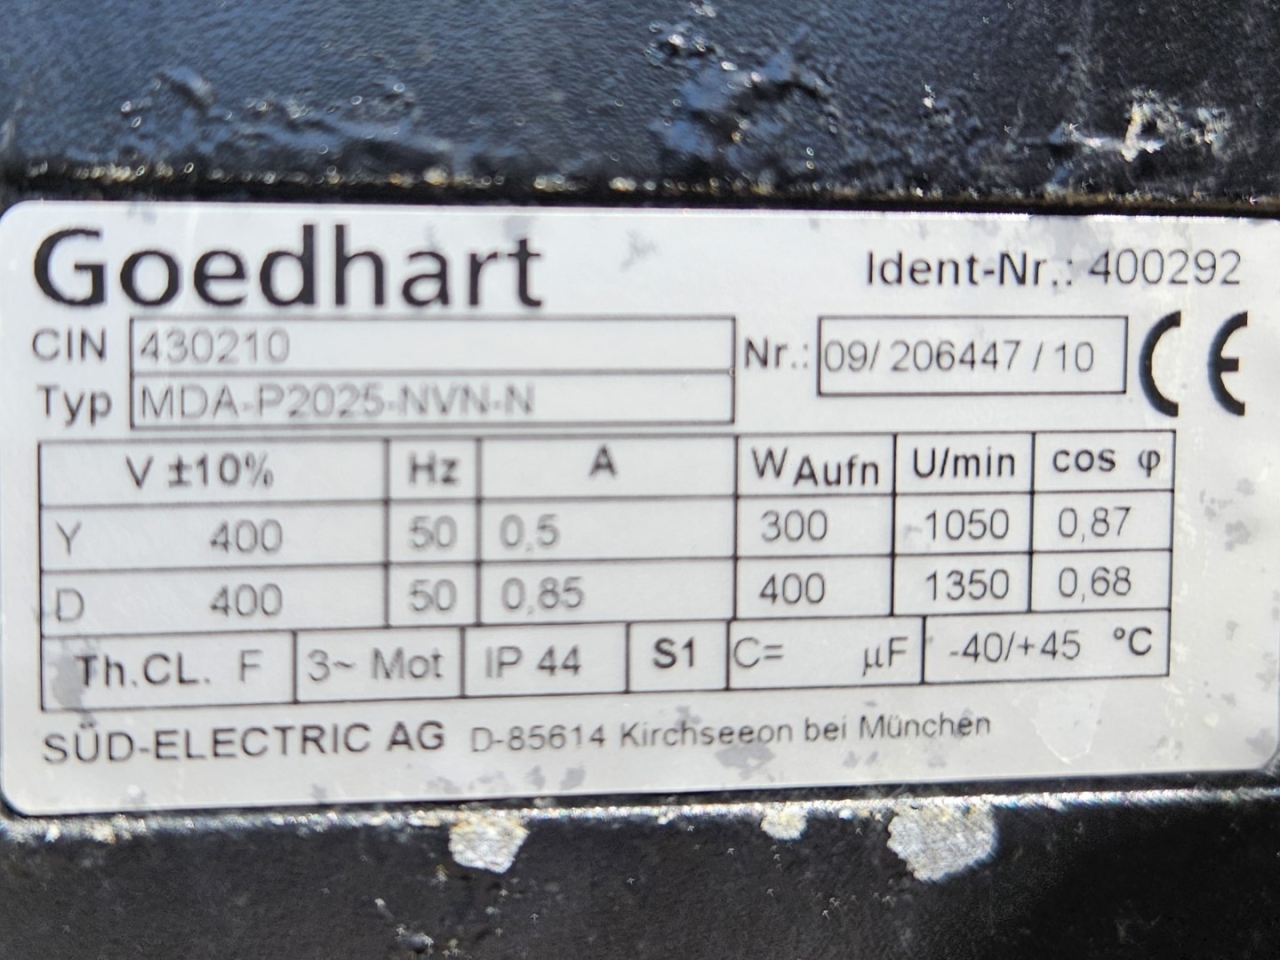 Goedhart
Ident-Nr.: 400292
CIN 430210
Nr.: 09/ 206447 / 10
CE
Typ MDA-P2025-NVN-N
V ±10% Hz A W Aufn U/min cos φ
Y 400 50 0,5 300 1050 0,87
D 400 50 0,85 400 1350 0,68
Th.CL. F 3~ Mot IP 44 S1 C= µF -40/+45 °C
SÜD-ELECTRIC AG D-85614 Kirchseeon bei München